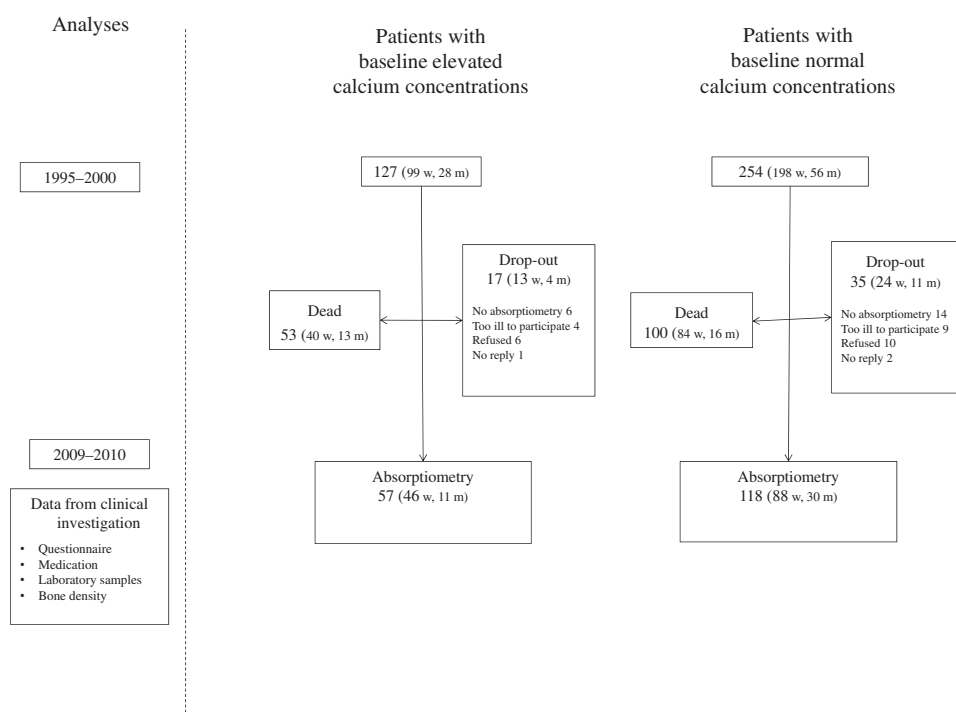 Analyses
Patients with
baseline elevated
calcium concentrations
Patients with
baseline normal
calcium concentrations
1995–2000
127 (99 w, 28 m)
254 (198 w, 56 m)
Drop-out
17 (13 w, 4 m)
No absorptiometry 6
Too ill to participate 4
Refused 6
No reply 1
Dead
53 (40 w, 13 m)
Drop-out
35 (24 w, 11 m)
No absorptiometry 14
Too ill to participate 9
Refused 10
No reply 2
Dead
100 (84 w, 16 m)
2009–2010
Absorptiometry
57 (46 w, 11 m)
Absorptiometry
118 (88 w, 30 m)
Data from clinical
investigation
• Questionnaire
• Medication
• Laboratory samples
• Bone density